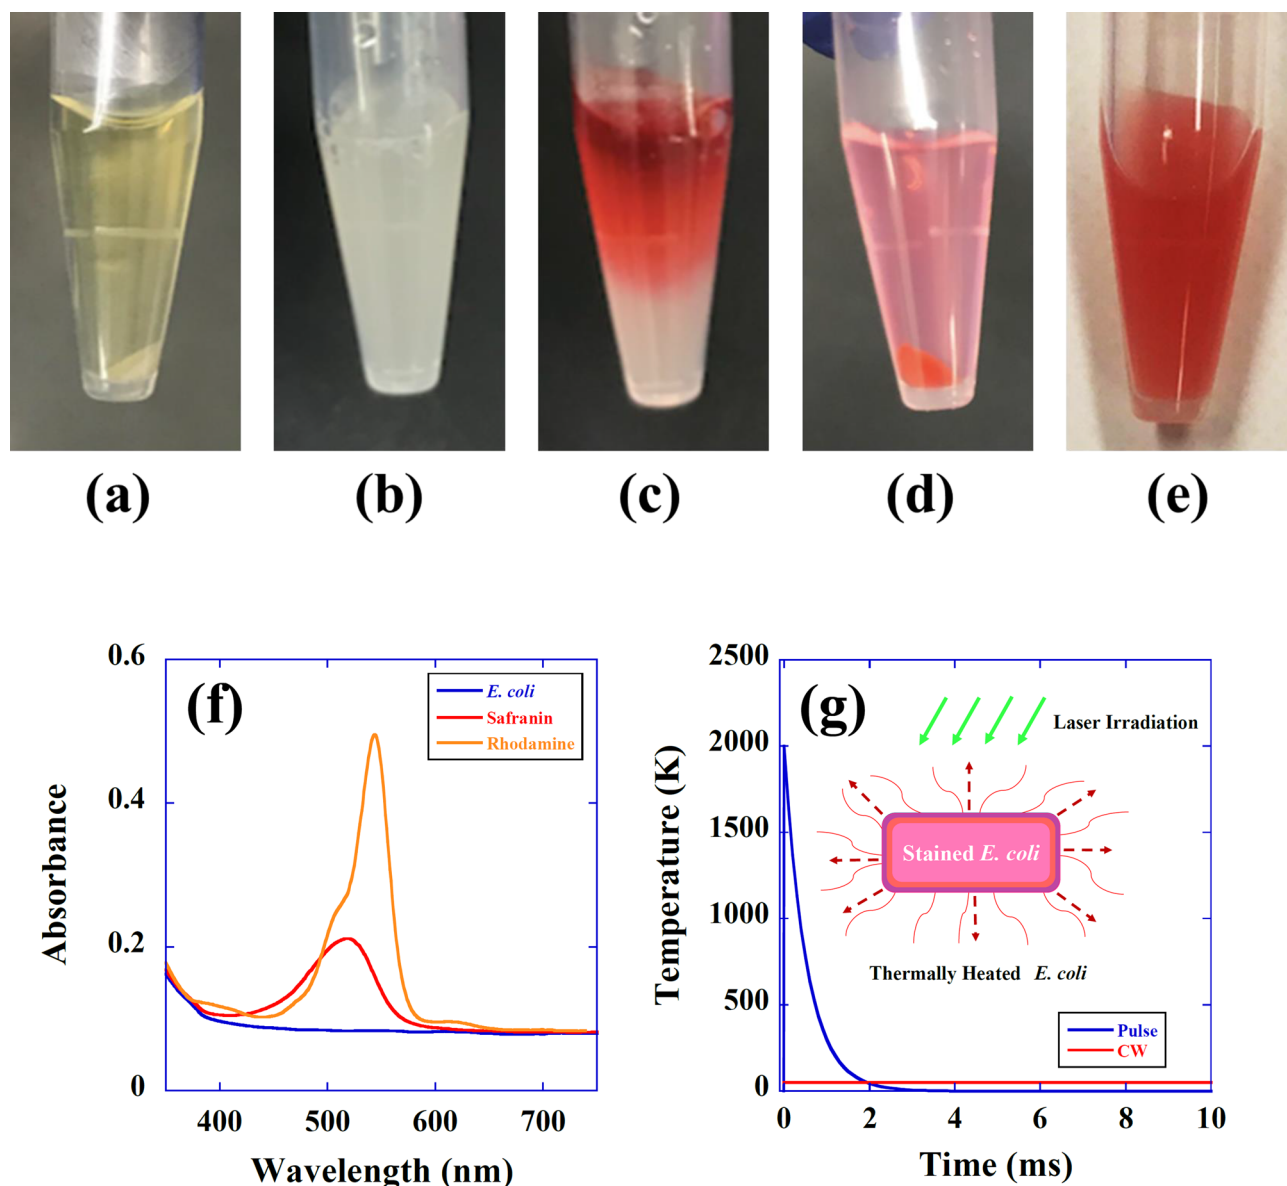 (a)
(b)
(c)
(d)
(e)
0.6
0.4
0.2
0
Absorbance
(f)
E. coli
Safranin
Rhodamine
400
500
600
700
Wavelength (nm)
2500
2000
1500
1000
500
0
Temperature (K)
(g)
Laser Irradiation
Stained E. coli
Thermally Heated E. coli
Pulse
CW
0
2
4
6
8
10
Time (ms)